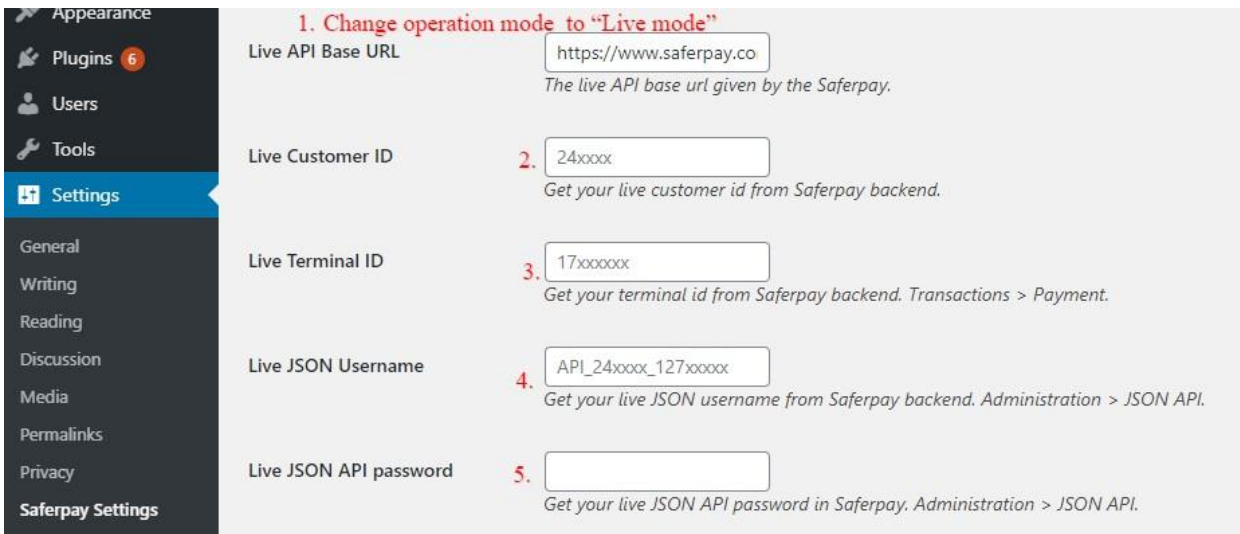 Appearance
Plugins 6
Users
Tools
Settings
General
Writing
Reading
Discussion
Media
Permalinks
Privacy
Saferpay Settings
1. Change operation mode to “Live mode”
Live API Base URL
https://www.saferpay.co
The live API base url given by the Saferpay.
Live Customer ID
2. 24xxxx
Get your live customer id from Saferpay backend.
Live Terminal ID
3. 17xxxxxx
Get your terminal id from Saferpay backend. Transactions > Payment.
Live JSON Username
4. API_24xxxx_127xxxxx
Get your live JSON username from Saferpay backend. Administration > JSON API.
Live JSON API password
5.
Get your live JSON API password in Saferpay. Administration > JSON API.